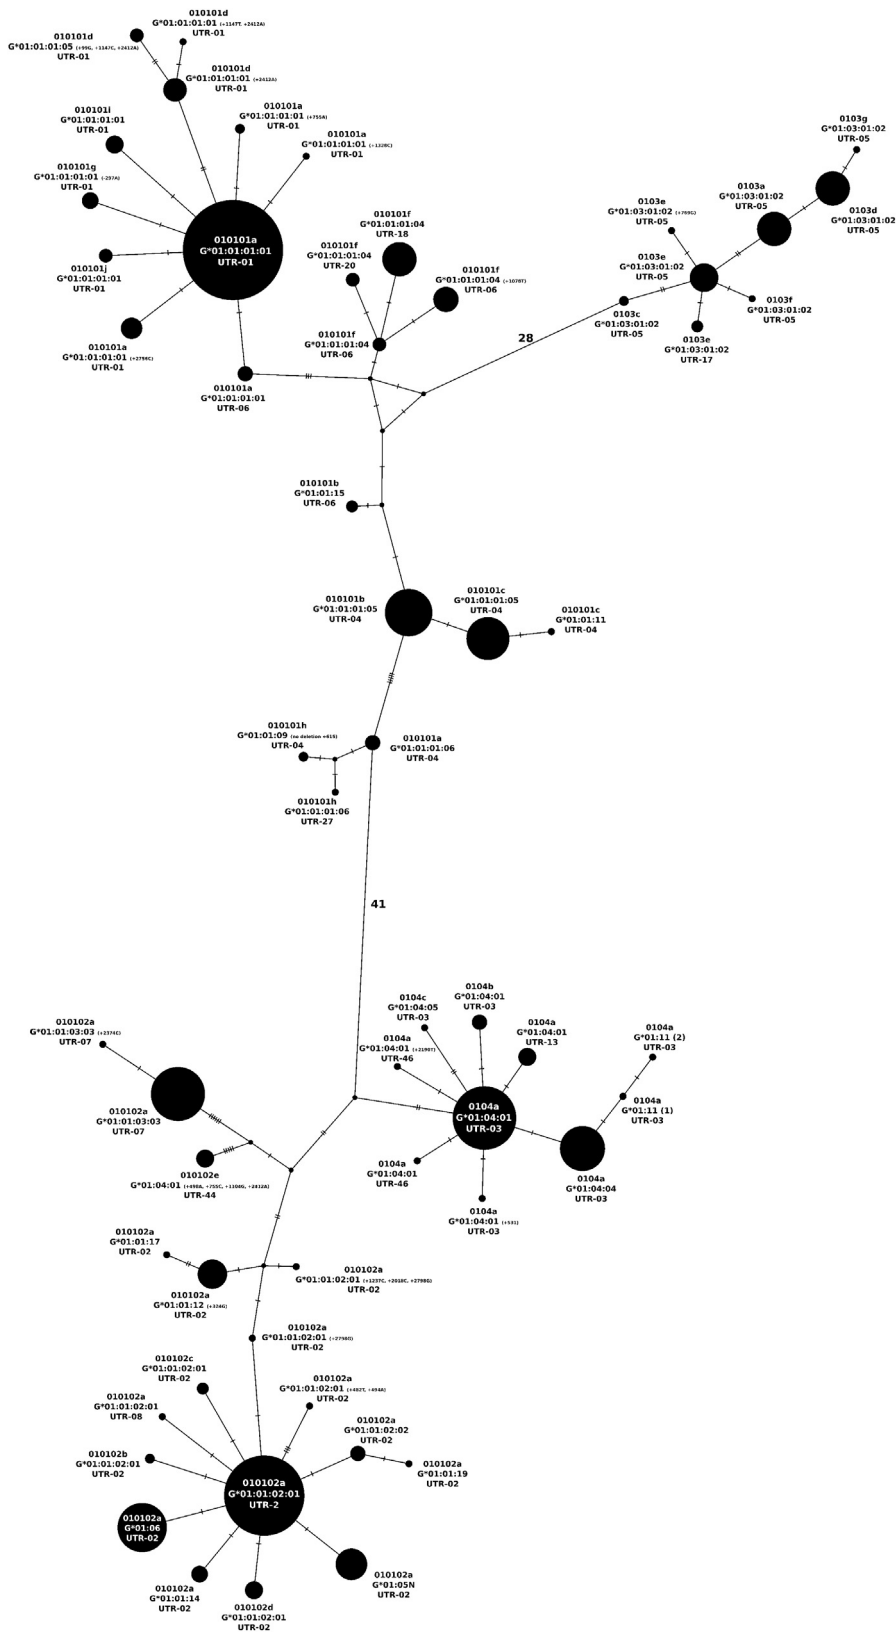 010101d
G*01:01:01:01 (+1147T, +2412A)
UTR-01
010101d
G*01:01:01:05 (+99G, +1147C, +2412A)
UTR-01
010101d
G*01:01:01:01 (+2412A)
UTR-01
010101i
G*01:01:01:01
UTR-01
010101a
G*01:01:01:01 (+755A)
UTR-01
010101a
G*01:01:01:01 (+1328C)
UTR-01
010101g
G*01:01:01:01 (-297A)
UTR-01
010101a
G*01:01:01:01
UTR-01
010101j
G*01:01:01:01
UTR-01
010101a
G*01:01:01:01 (+2798C)
UTR-01
010101a
G*01:01:01:01
UTR-06
010101f
G*01:01:01:04
UTR-18
010101f
G*01:01:01:04
UTR-20
010101f
G*01:01:01:04 (+1078T)
UTR-06
010101f
G*01:01:01:04
UTR-06
0103g
G*01:03:01:02
UTR-05
0103a
G*01:03:01:02
UTR-05
0103d
G*01:03:01:02
UTR-05
0103e
G*01:03:01:02 (+769G)
UTR-05
0103e
G*01:03:01:02
UTR-05
0103c
G*01:03:01:02
UTR-05
0103f
G*01:03:01:02
UTR-05
0103e
G*01:03:01:02
UTR-17
28
010101b
G*01:01:15
UTR-06
010101b
G*01:01:01:05
UTR-04
010101c
G*01:01:01:05
UTR-04
010101c
G*01:01:11
UTR-04
010101h
G*01:01:09 (no deletion +615)
UTR-04
010101a
G*01:01:01:06
UTR-04
010101h
G*01:01:01:06
UTR-27
41
0104b
G*01:04:01
UTR-03
0104c
G*01:04:05
UTR-03
0104a
G*01:04:01
UTR-13
0104a
G*01:04:01 (+2190T)
UTR-46
0104a
G*01:11 (2)
UTR-03
0104a
G*01:11 (1)
UTR-03
0104a
G*01:04:01
UTR-03
0104a
G*01:04:04
UTR-03
0104a
G*01:04:01
UTR-46
0104a
G*01:04:01 (+531)
UTR-03
010102a
G*01:01:03:03 (+2374C)
UTR-07
010102a
G*01:01:03:03
UTR-07
010102e
G*01:04:01 (+498A, +755C, +1304G, +2432A)
UTR-44
010102a
G*01:01:17
UTR-02
010102a
G*01:01:12 (+324G)
UTR-02
010102a
G*01:01:02:01 (+1237C, +2018C, +2798G)
UTR-02
010102a
G*01:01:02:01 (+2798G)
UTR-02
010102c
G*01:01:02:01
UTR-02
010102a
G*01:01:02:01 (+482T, +494A)
UTR-02
010102a
G*01:01:02:01
UTR-08
010102a
G*01:01:02:02
UTR-02
010102b
G*01:01:02:01
UTR-02
010102a
G*01:01:19
UTR-02
010102a
G*01:01:02:01
UTR-2
010102a
G*01:06
UTR-02
010102a
G*01:01:14
UTR-02
010102d
G*01:01:02:01
UTR-02
010102a
G*01:05N
UTR-02